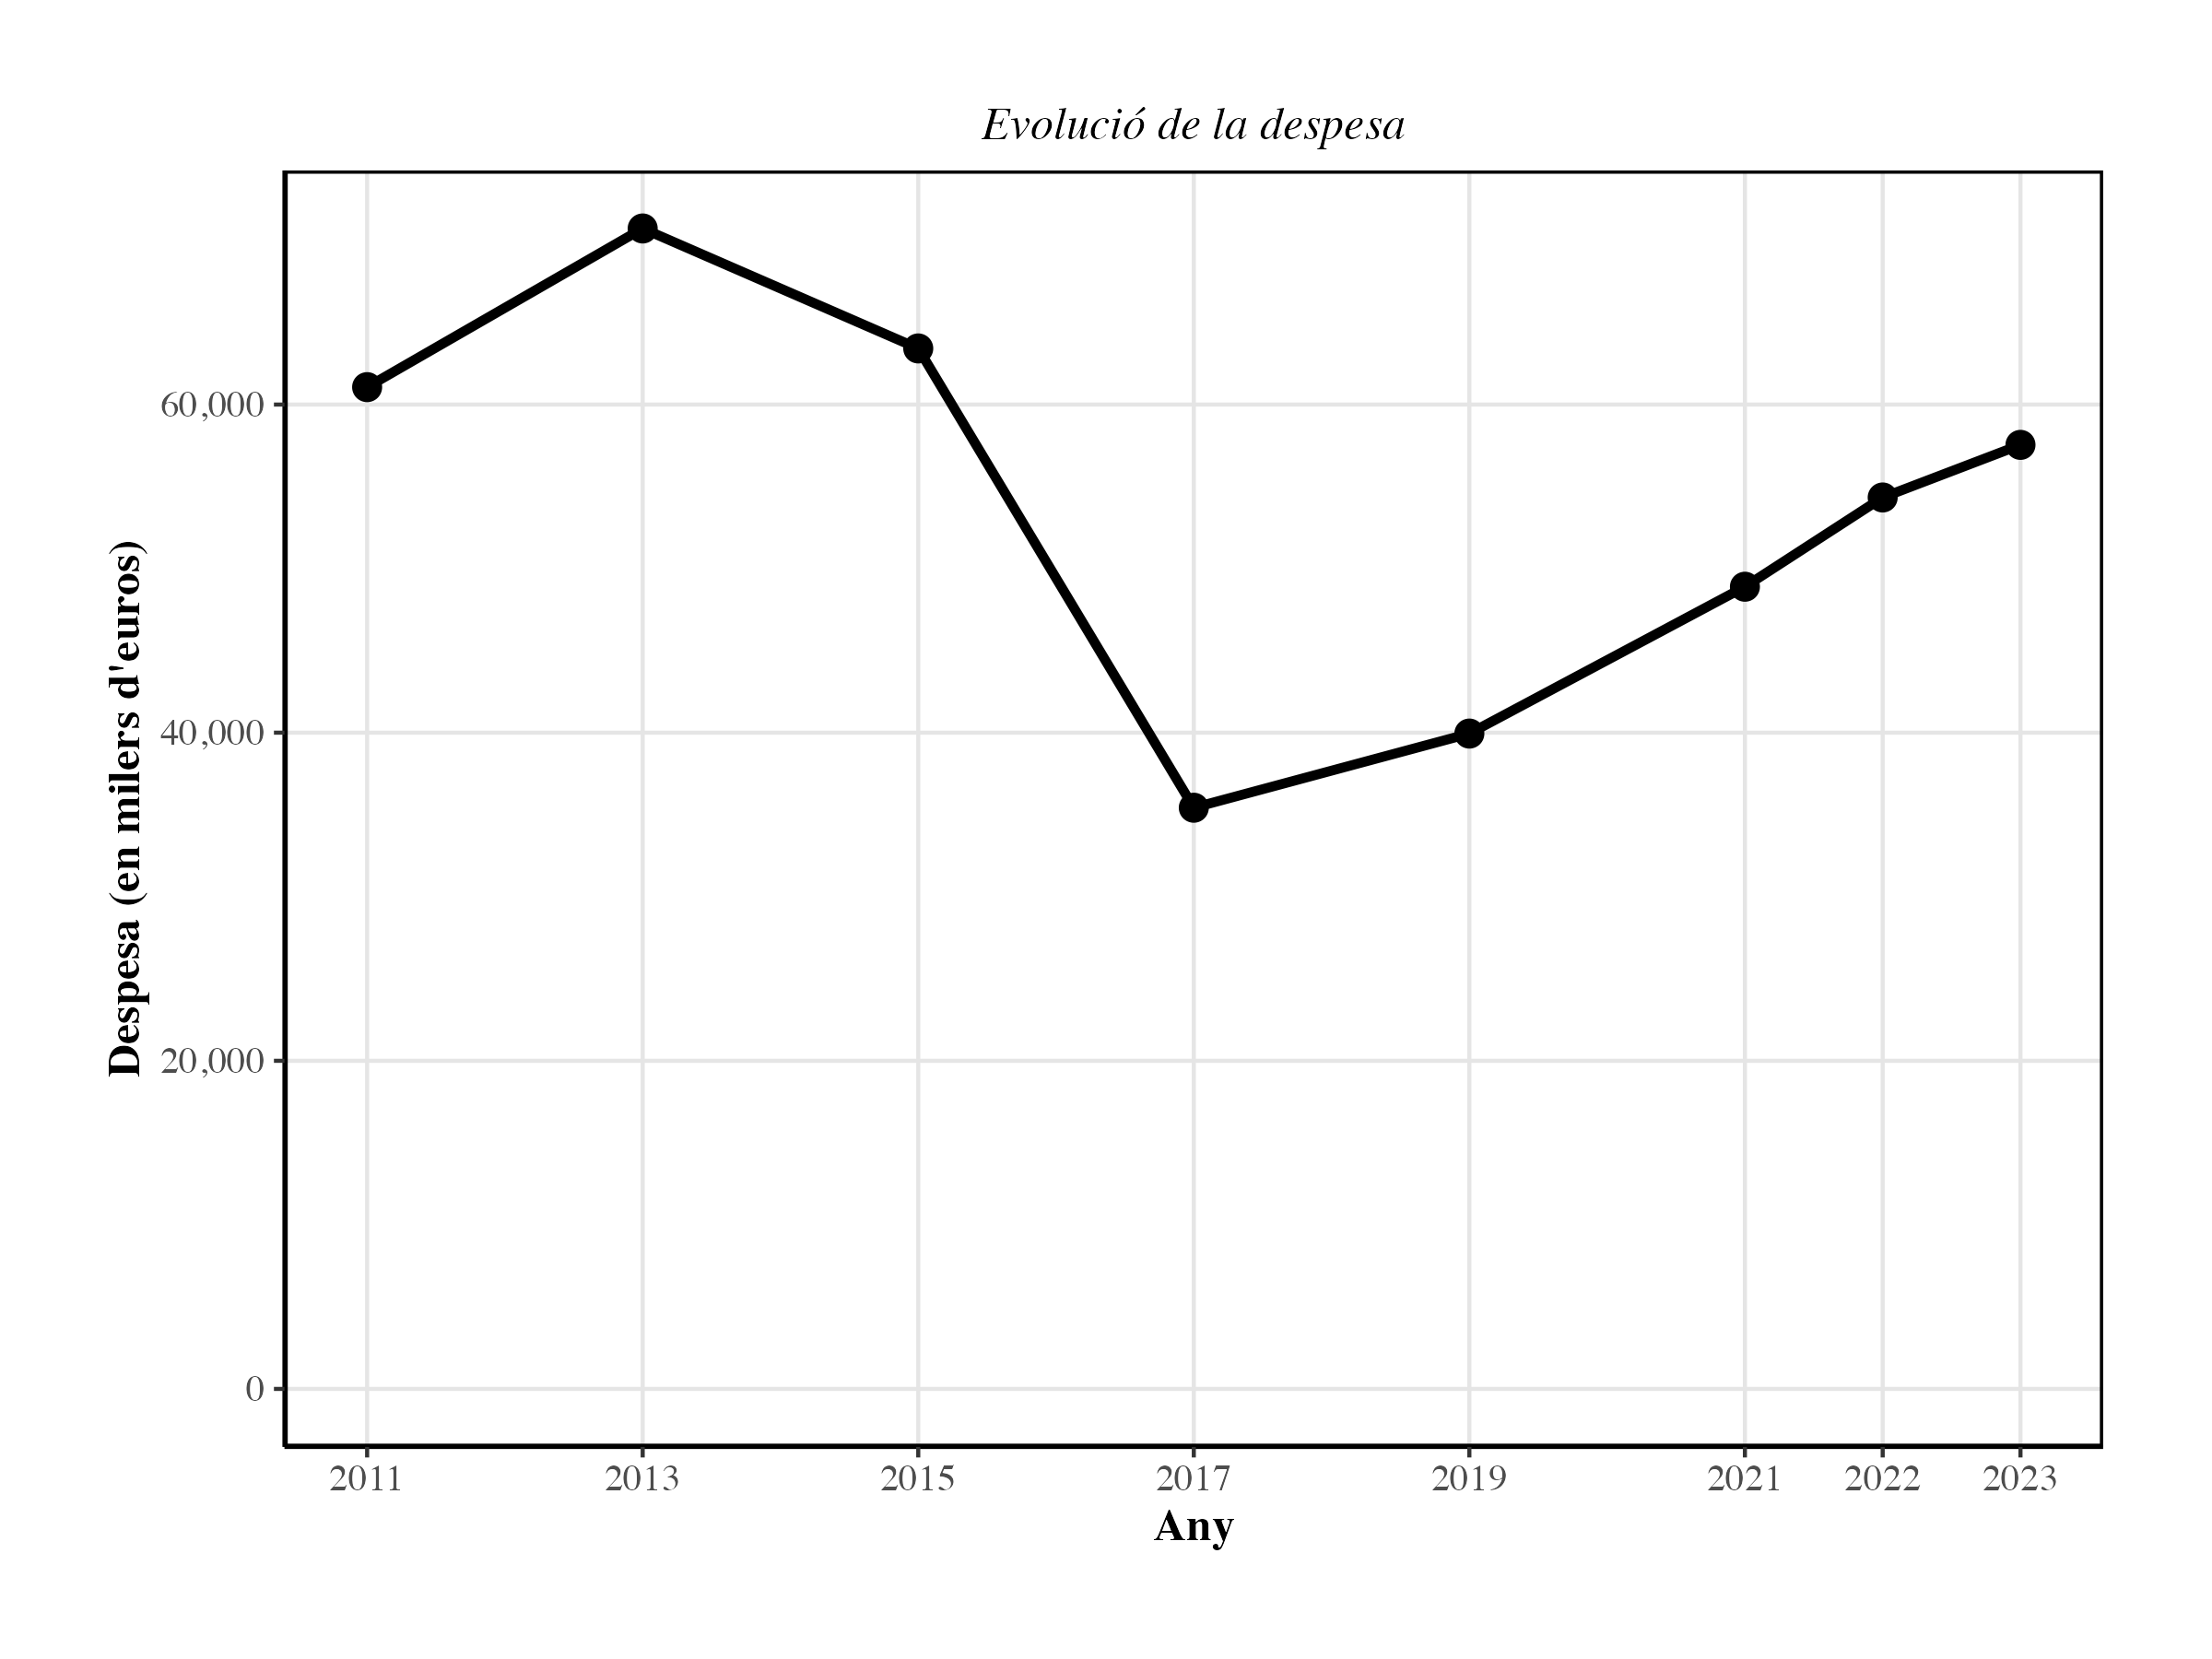 Evolució de la despesa
Despesa (en milers d'euros)
60,000
40,000
20,000
0
2011 2013 2015 2017 2019 2021 2022 2023
Any